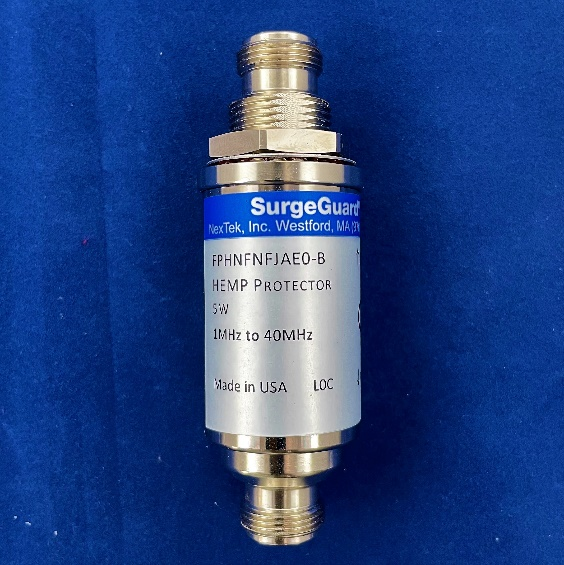 SurgeGuard®
NexTek, Inc. Westford, MA
FPHNFNFJAE0-B
HEMP PROTECTOR
5W
1MHz to 40MHz
Made in USA LOC